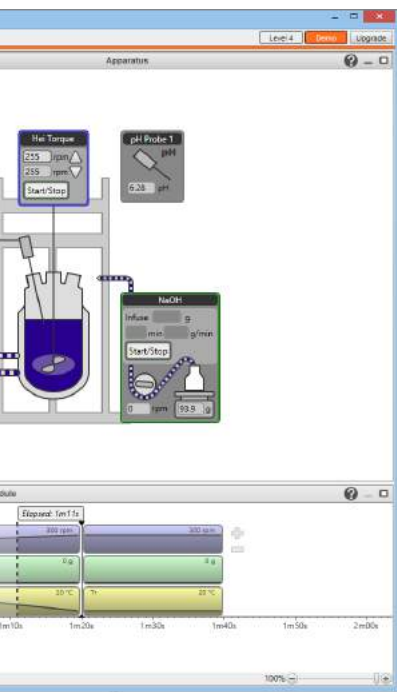 Level 4 Demo Upgrade
Apparatus
Hei Torque
255 rpm
255 rpm
Start/Stop
pH Probe 1
pH
6.28 pH
NaOH
Infuse g
min g/min
Start/Stop
0 rpm 93.9 g
dule
Elapsed: 1m11s
300 rpm 300 rpm
0 g 0 g
20 °C Tr 20 °C
1m10s 1m20s 1m30s 1m40s 1m50s 2m00s
100%